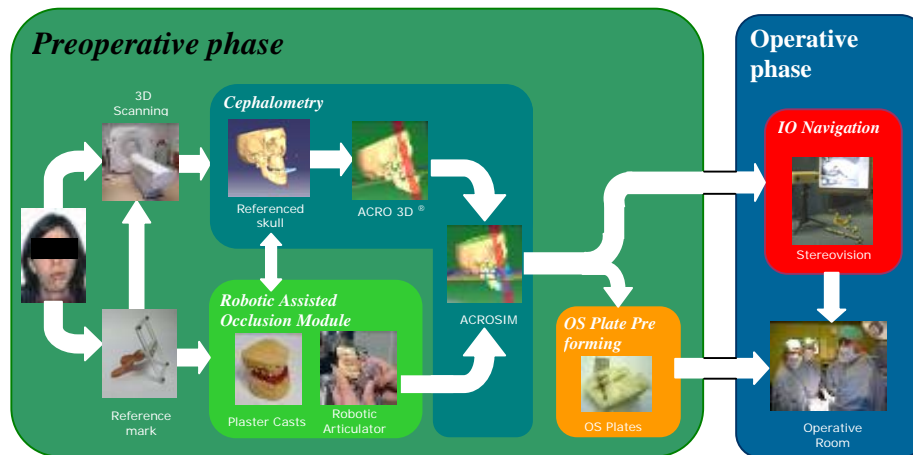 Preoperative phase
Operative
phase
3D
Scanning
Cephalometry
Referenced
skull
ACRO 3D ®
ACROSIM
Robotic Assisted
Occlusion Module
Plaster Casts
Robotic
Articulator
Reference
mark
OS Plate Pre
forming
OS Plates
IO Navigation
Stereovision
Operative
Room